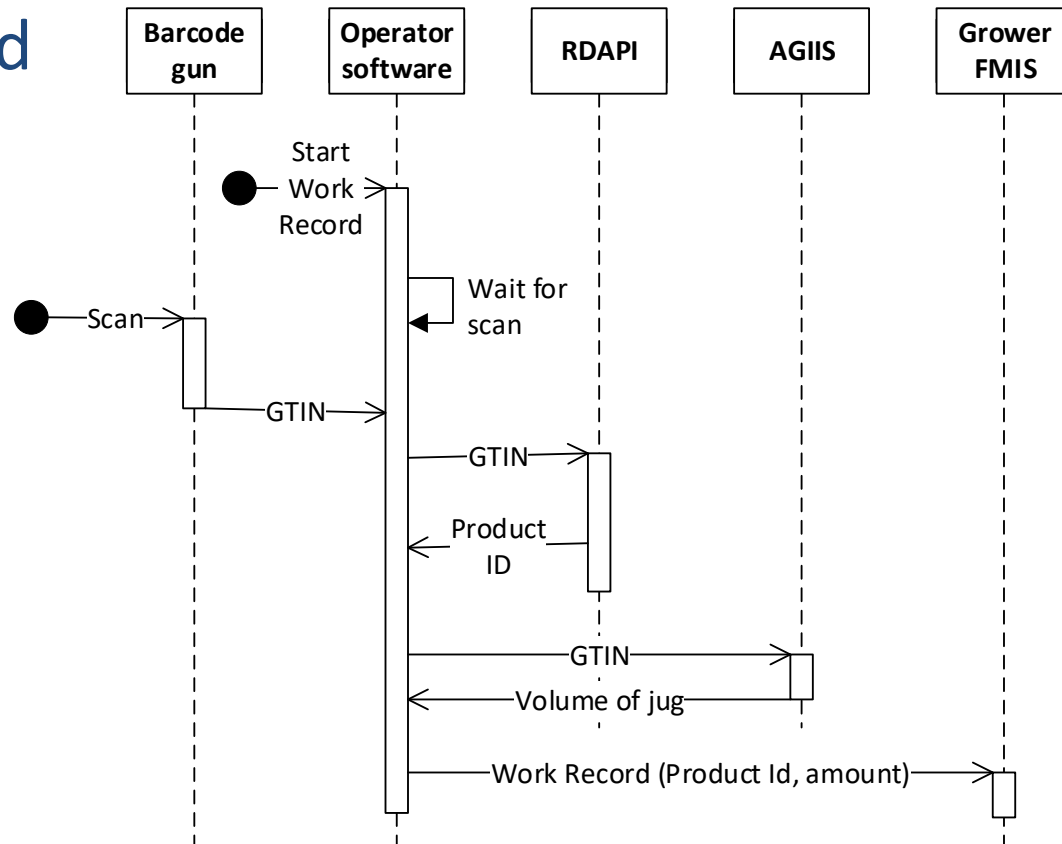 d
Barcode
gun
Operator
software
RDAPI
AGIIS
Grower
FMIS
Start
Work
Record
Wait for
scan
Scan
GTIN
GTIN
Product
ID
GTIN
Volume of jug
Work Record (Product Id, amount)